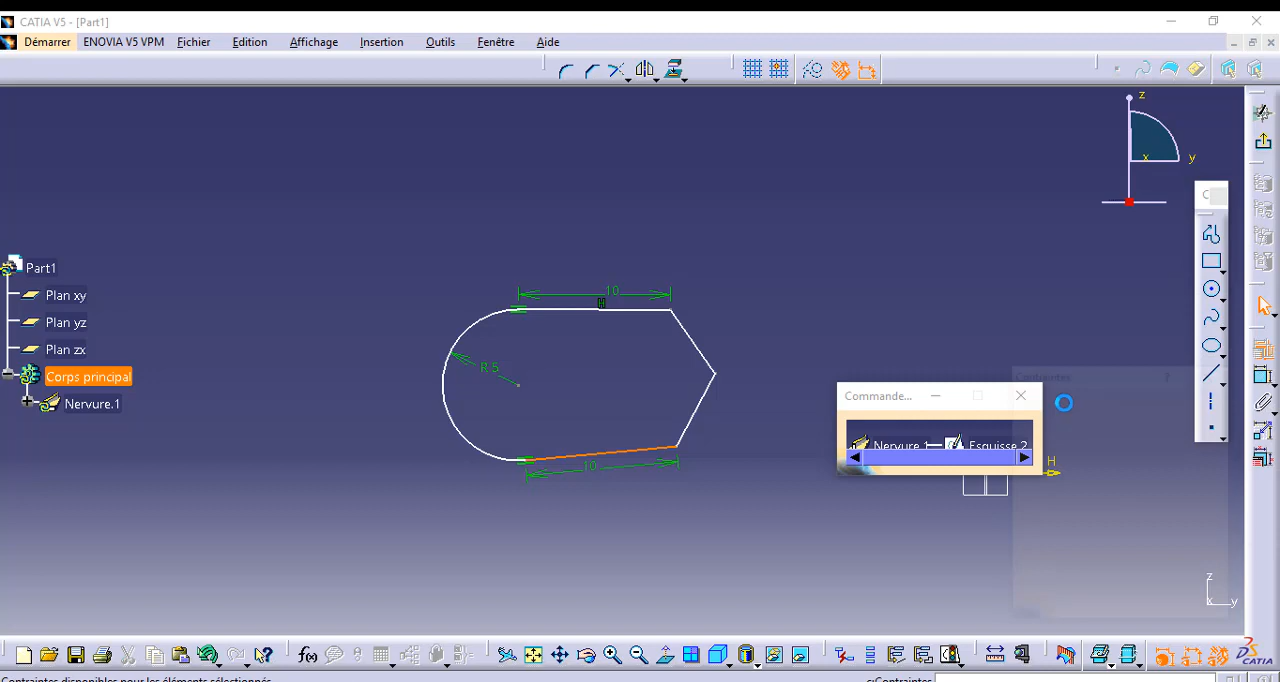 CATIA V5 - [Part1]
Démarrer ENOVIA V5 VPM Fichier Edition Affichage Insertion Outils Fenêtre Aide
z
x y
Part1
Plan xy
Plan yz
Plan zx
Corps principal
Nervure.1
10
H
R 5
10
Contraintes ?
Commande...
Nervure.1 Esquisse.2
H
z
x y
f(x)
CATIA
Contraintes disponibles pour les éléments sélectionnés
c:Contraintes